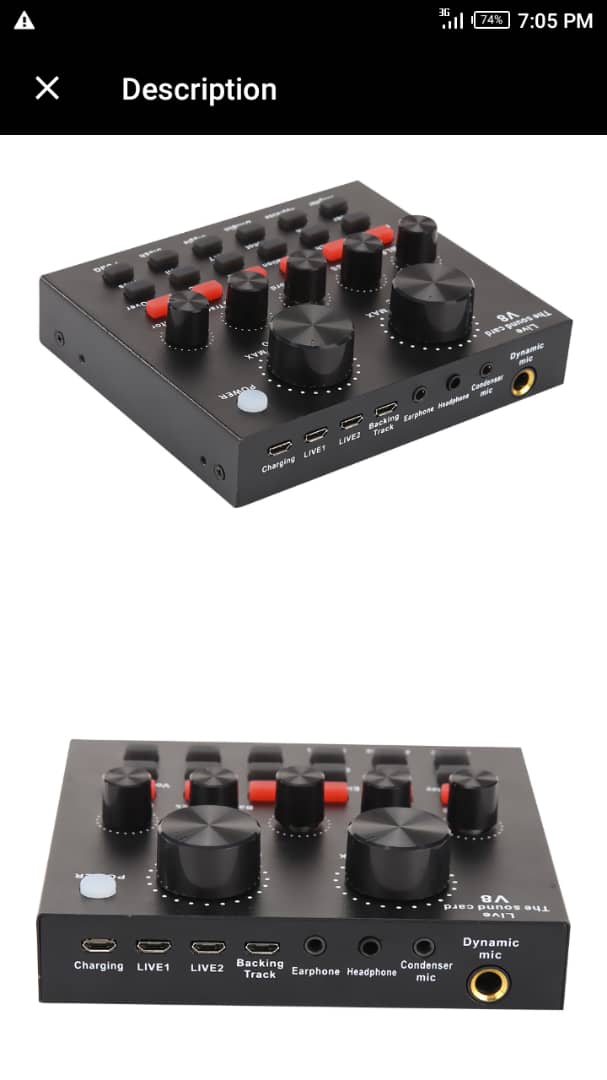 3G
74%
7:05 PM
Description
POWER
MAX
MAX
Live
The sound card
V8
Charging
LIVE1
LIVE2
Backing
Track
Earphone
Headphone
Condenser
mic
Dynamic
mic
POWER
Live
The sound card
V8
Charging
LIVE1
LIVE2
Backing
Track
Earphone
Headphone
Condenser
mic
Dynamic
mic